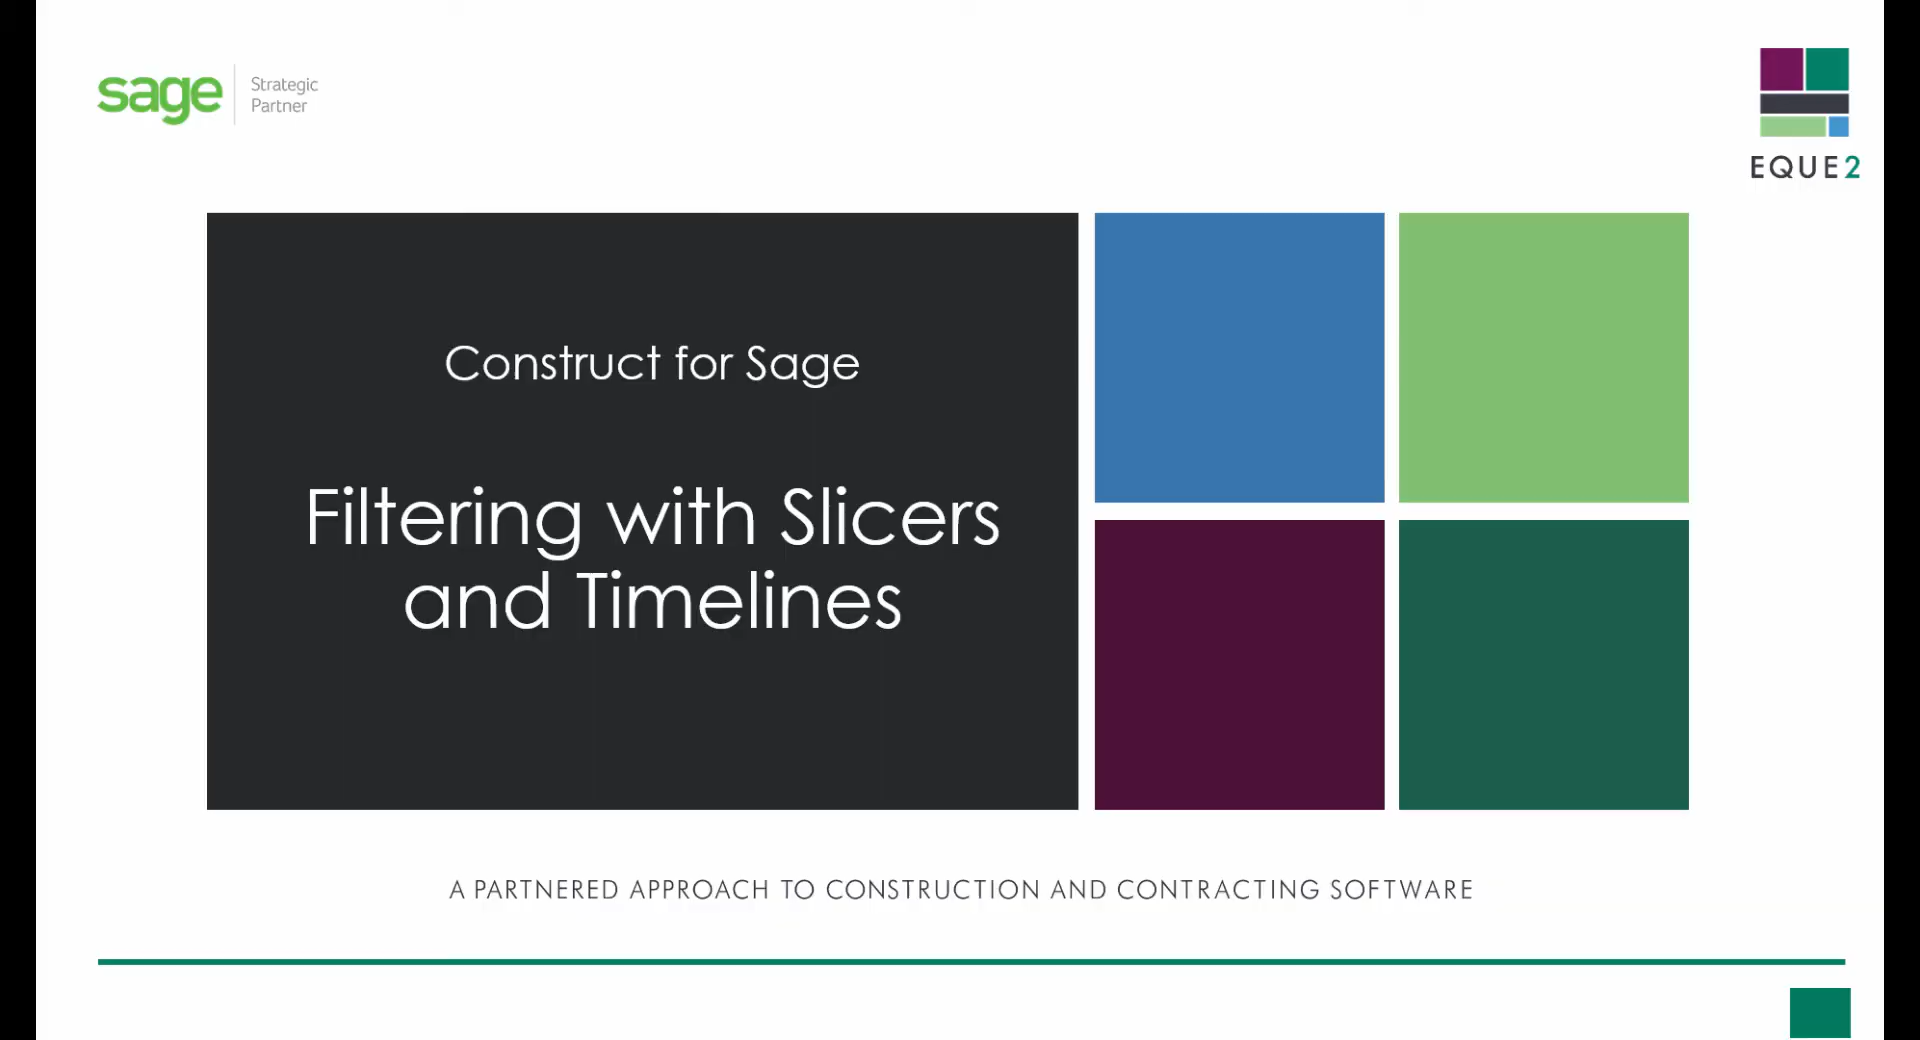 sage
Strategic
Partner
EQUE2
Construct for Sage
Filtering with Slicers
and Timelines
A PARTNERED APPROACH TO CONSTRUCTION AND CONTRACTING SOFTWARE